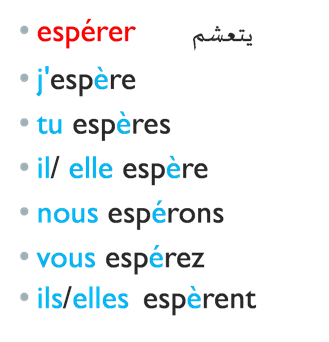 • espérer يتعشم
• j'espère
• tu espères
• il/ elle espère
• nous espérons
• vous espérez
• ils/elles espèrent